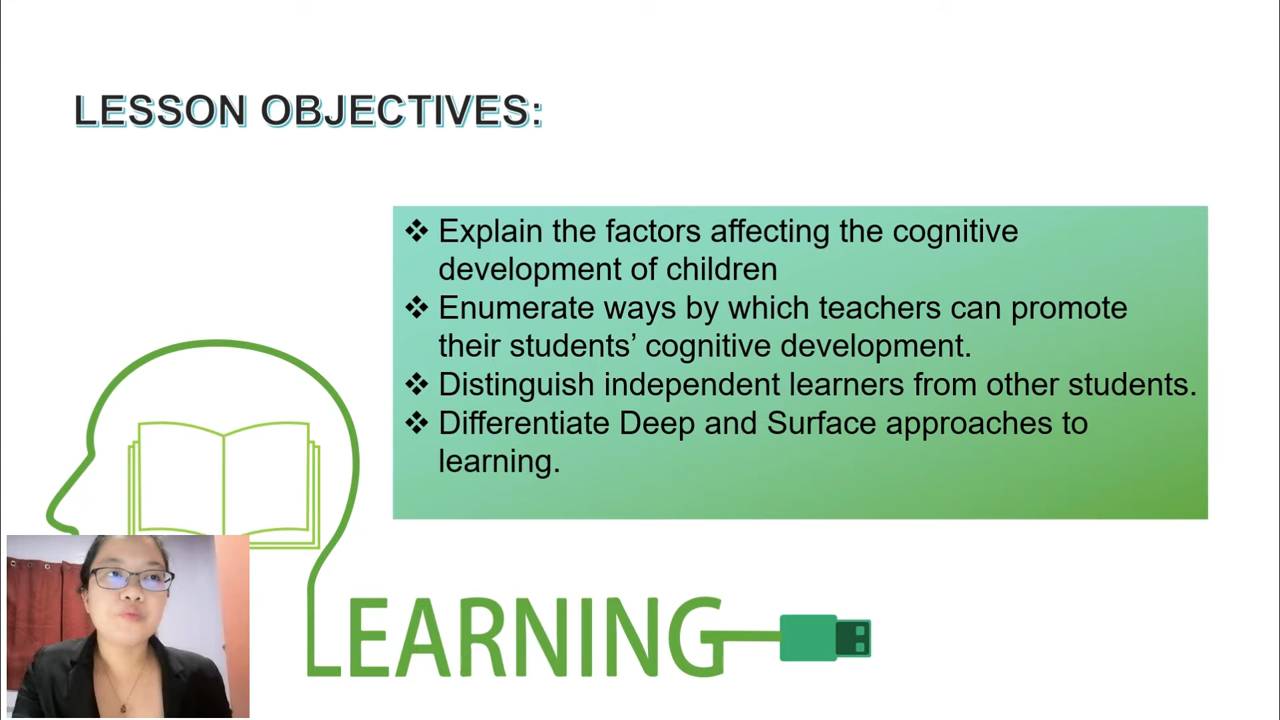 LESSON OBJECTIVES:
❖ Explain the factors affecting the cognitive
development of children
❖ Enumerate ways by which teachers can promote
their students’ cognitive development.
❖ Distinguish independent learners from other students.
❖ Differentiate Deep and Surface approaches to
learning.
LEARNING